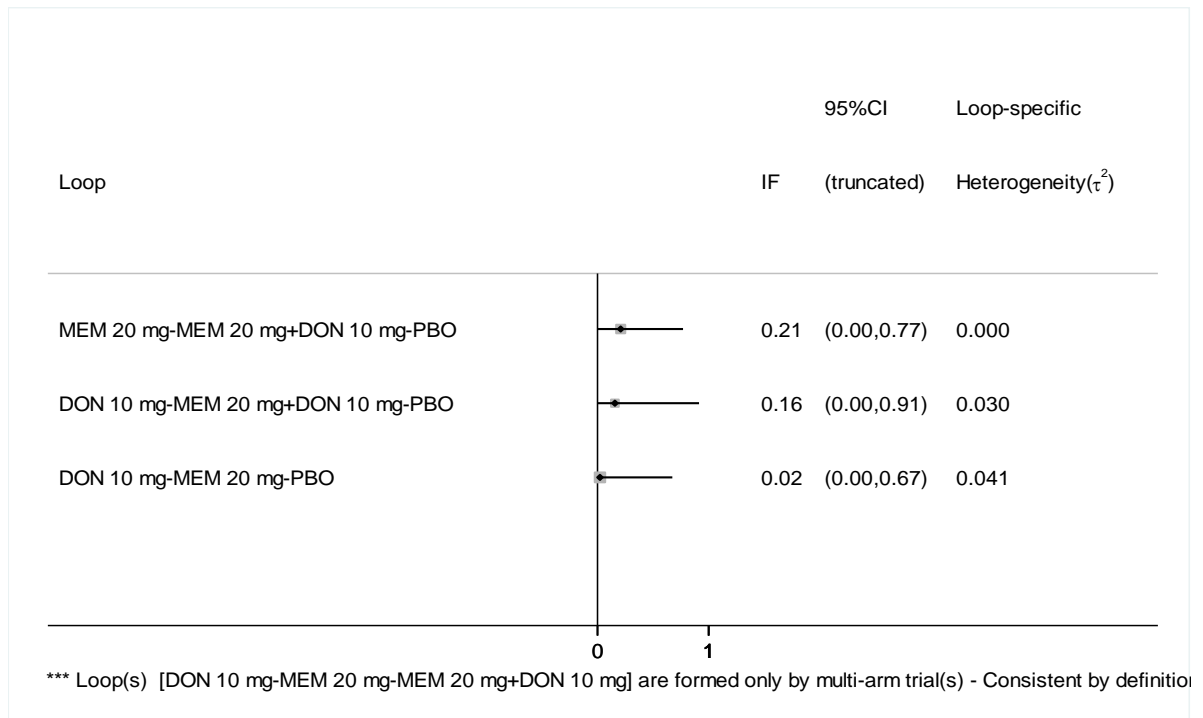 95%CI Loop-specific
Loop IF (truncated) Heterogeneity(τ²)
MEM 20 mg-MEM 20 mg+DON 10 mg-PBO 0.21 (0.00,0.77) 0.000
DON 10 mg-MEM 20 mg+DON 10 mg-PBO 0.16 (0.00,0.91) 0.030
DON 10 mg-MEM 20 mg-PBO 0.02 (0.00,0.67) 0.041
0 1
*** Loop(s) [DON 10 mg-MEM 20 mg-MEM 20 mg+DON 10 mg] are formed only by multi-arm trial(s) - Consistent by definition